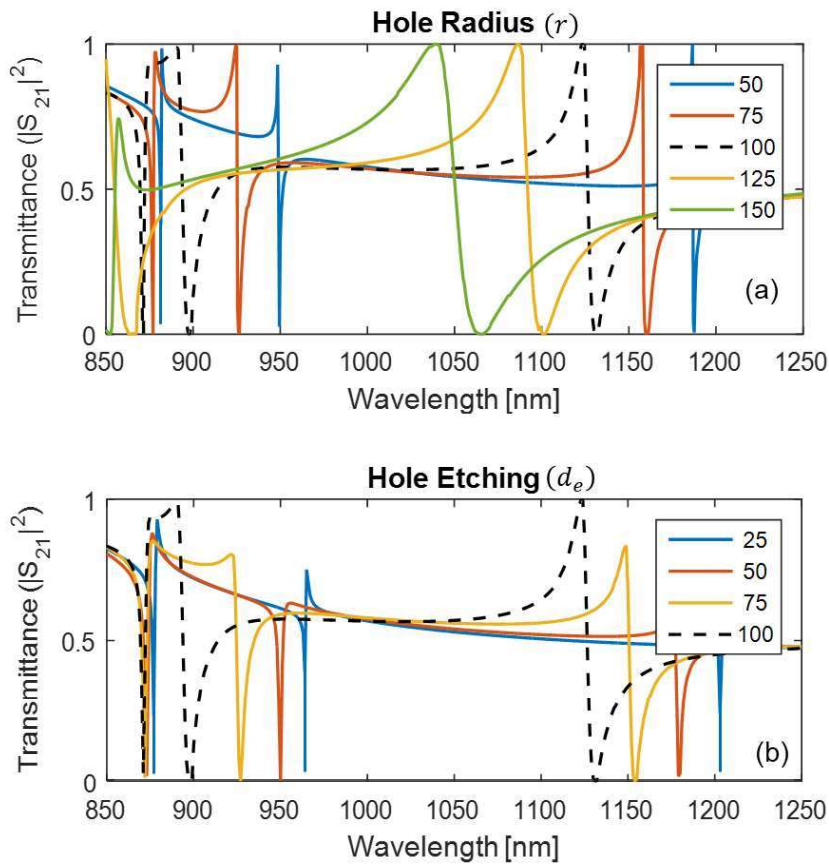 Hole Radius (r)
1
0.5
0
Transmittance (|S₂₁|²)
50
75
100
125
150
(a)
850 900 950 1000 1050 1100 1150 1200 1250
Wavelength [nm]
Hole Etching (dₑ)
1
0.5
0
Transmittance (|S₂₁|²)
25
50
75
100
(b)
850 900 950 1000 1050 1100 1150 1200 1250
Wavelength [nm]